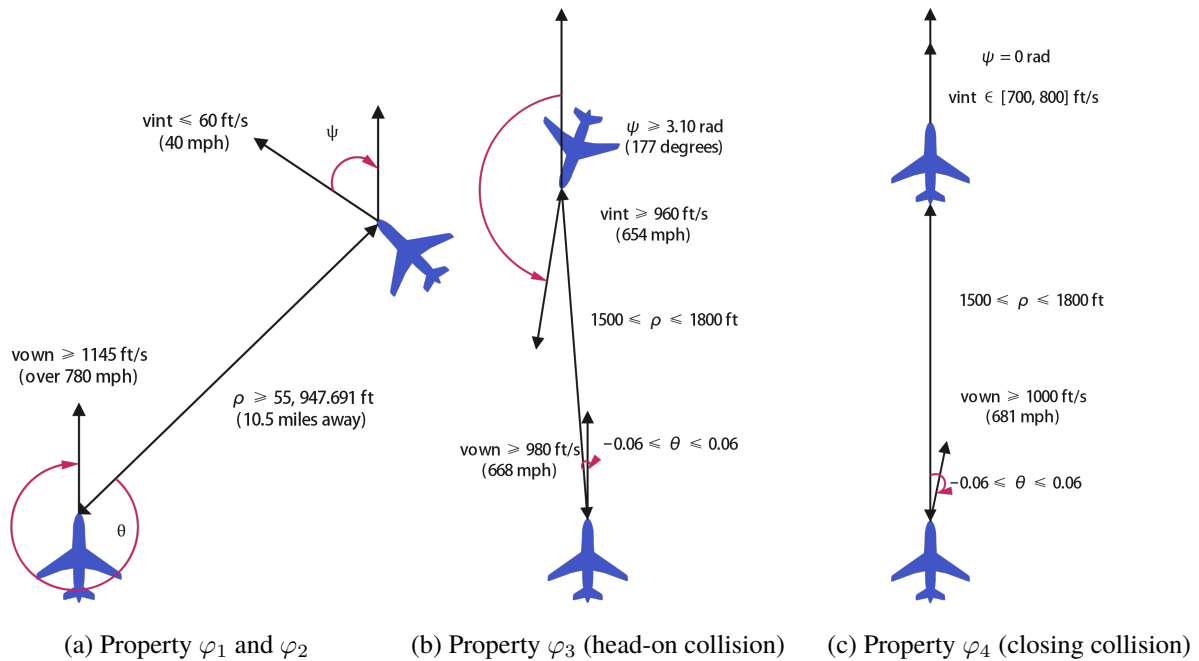 vint ⩽ 60 ft/s
(40 mph)
ψ
vown ⩾ 1145 ft/s
(over 780 mph)
ρ ⩾ 55, 947.691 ft
(10.5 miles away)
θ
(a) Property φ1 and φ2
ψ ⩾ 3.10 rad
(177 degrees)
vint ⩾ 960 ft/s
(654 mph)
1500 ⩽ ρ ⩽ 1800 ft
vown ⩾ 980 ft/s
(668 mph)
−0.06 ⩽ θ ⩽ 0.06
(b) Property φ3 (head-on collision)
ψ = 0 rad
vint ϵ [700, 800] ft/s
1500 ⩽ ρ ⩽ 1800 ft
vown ⩾ 1000 ft/s
(681 mph)
−0.06 ⩽ θ ⩽ 0.06
(c) Property φ4 (closing collision)